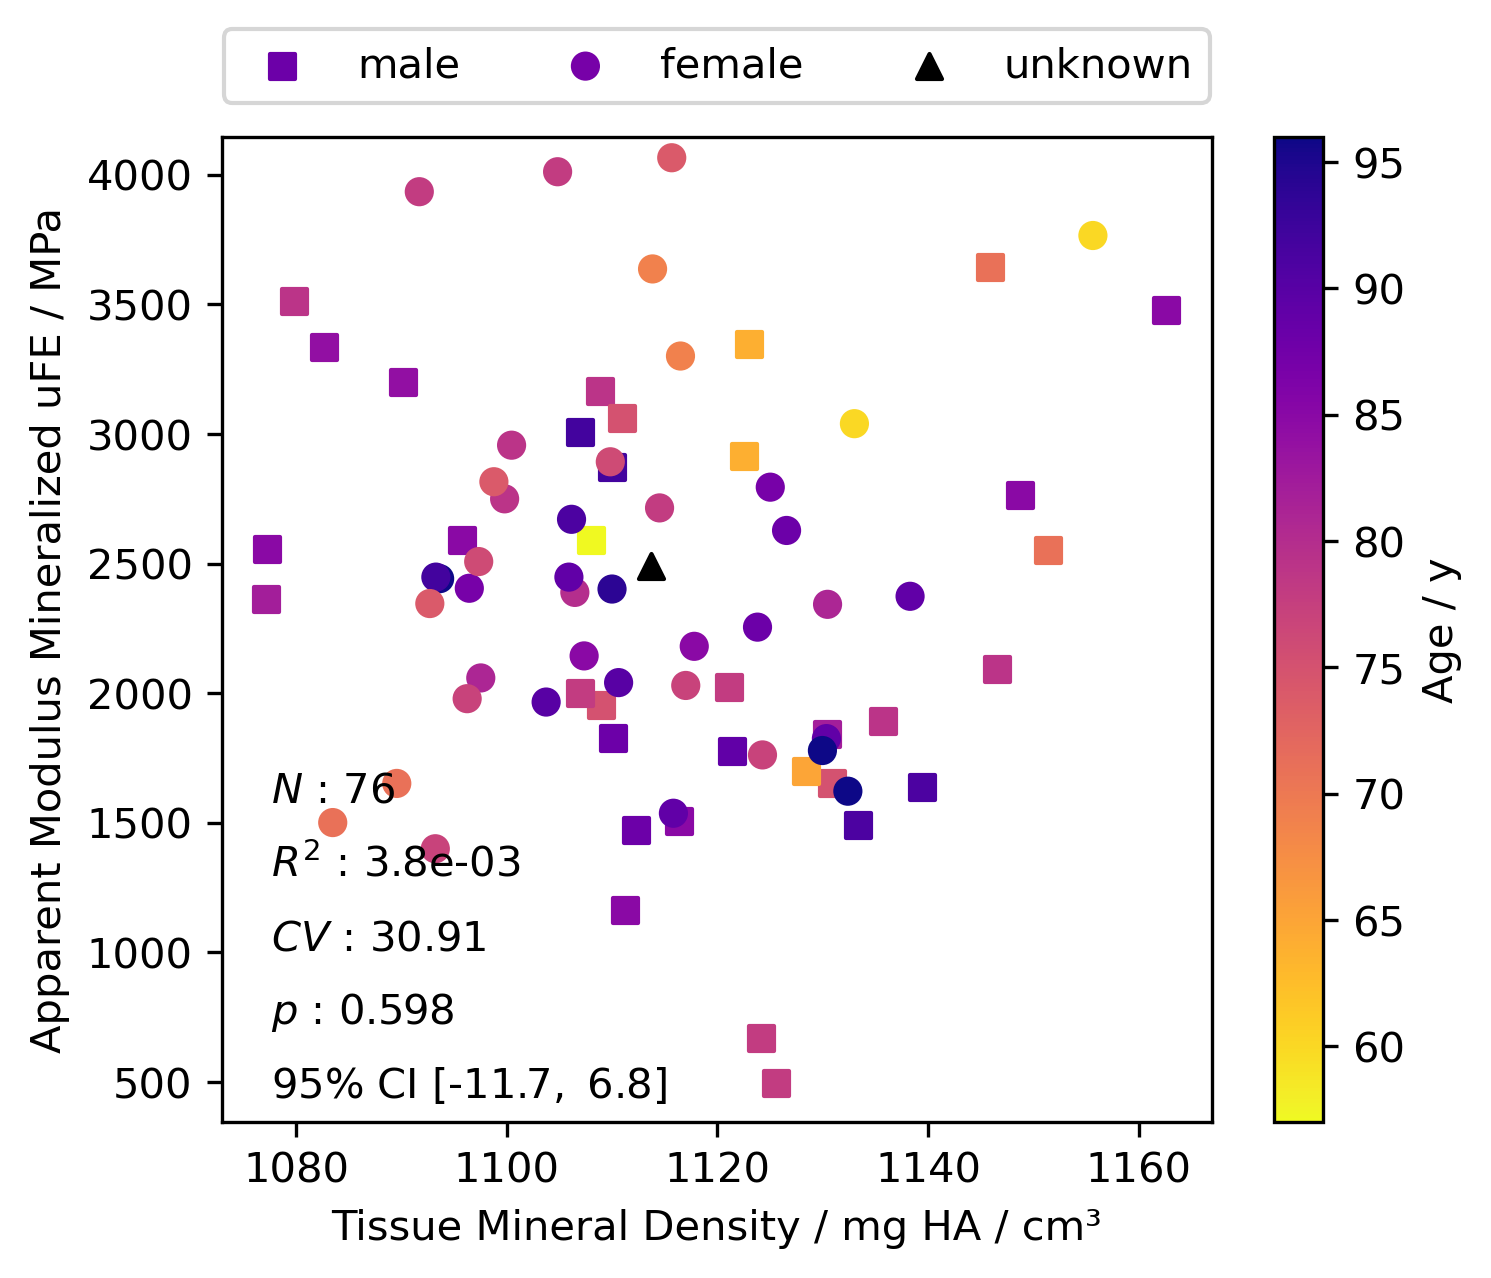 male female unknown
4000
3500
3000
2500
2000
1500
1000
500
Apparent Modulus Mineralized uFE / MPa
N : 76
R² : 3.8e-03
CV : 30.91
p : 0.598
95% CI [-11.7, 6.8]
1080 1100 1120 1140 1160
Tissue Mineral Density / mg HA / cm³
95
90
85
80
75
70
65
60
Age / y